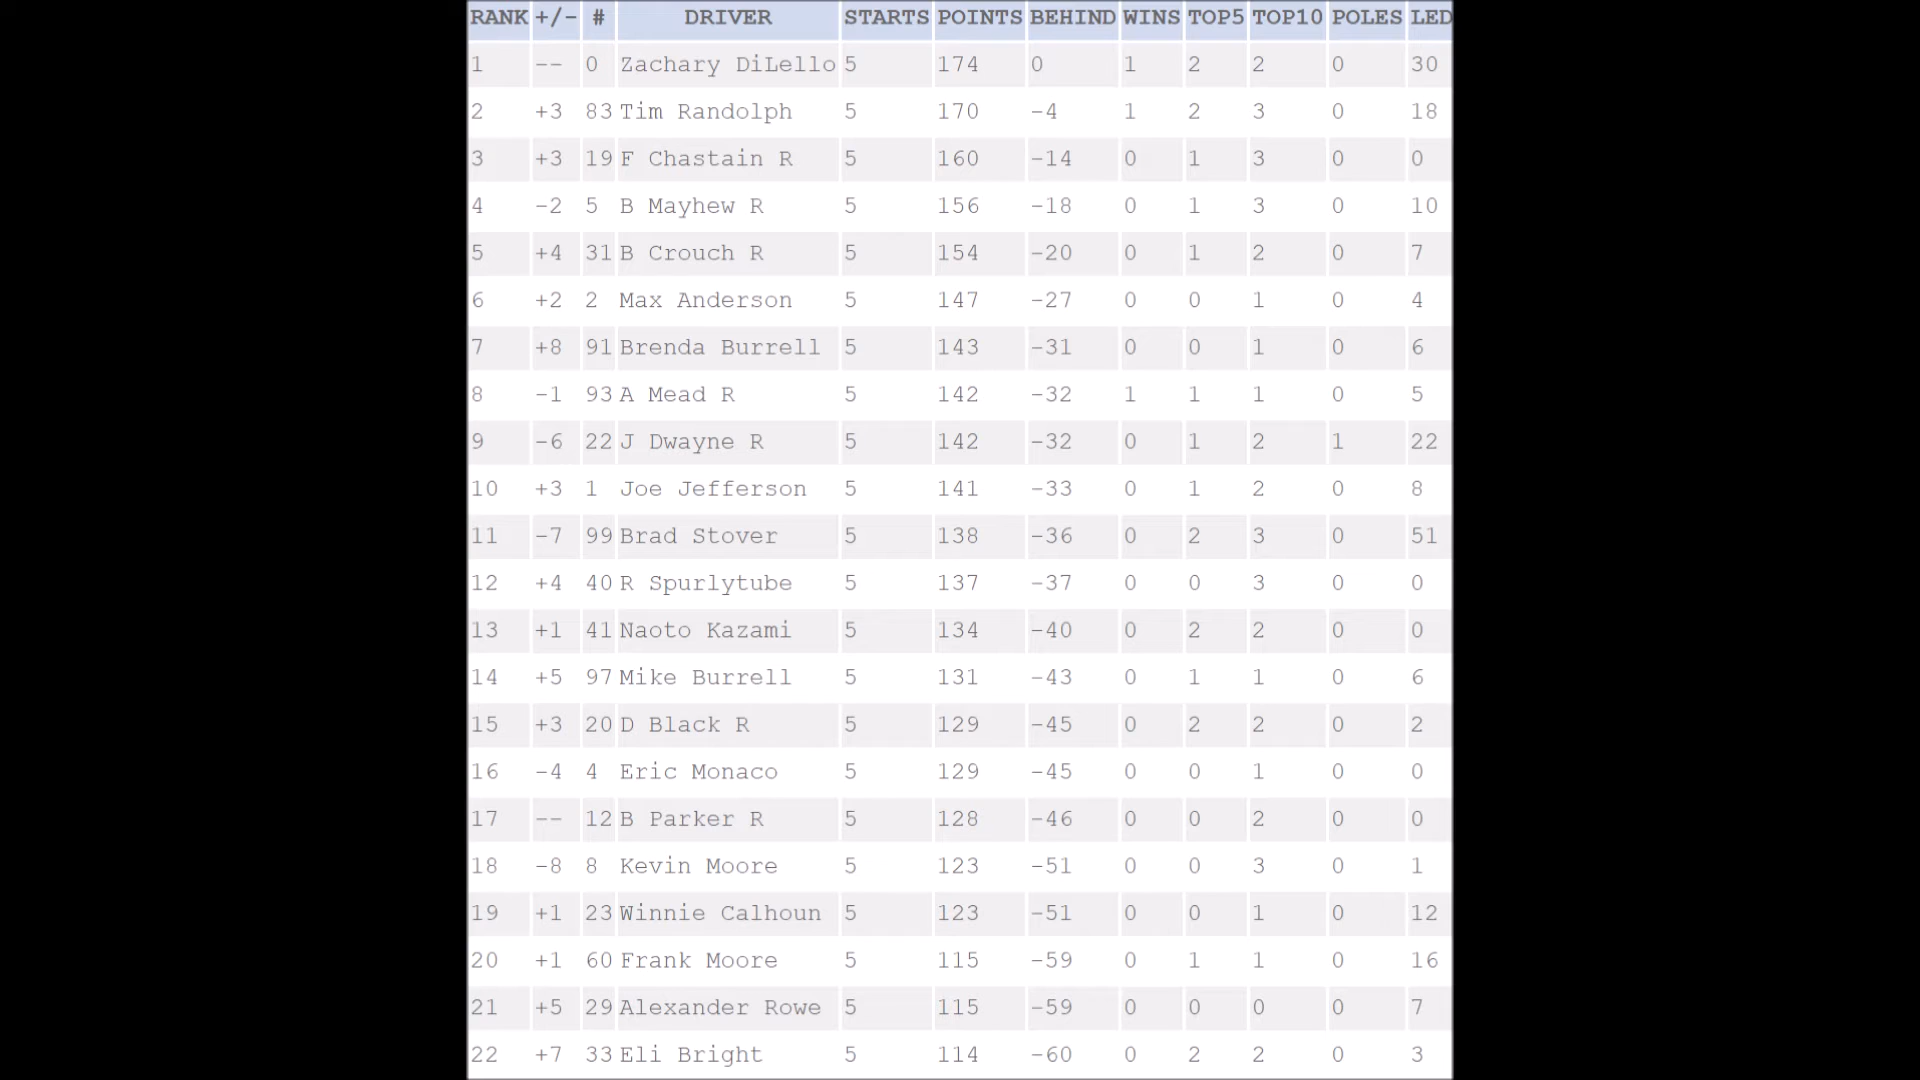 RANK +/- # DRIVER STARTS POINTS BEHIND WINS TOP5 TOP10 POLES LED
1 -- 0 Zachary DiLello 5 174 0 1 2 2 0 30
2 +3 83 Tim Randolph 5 170 -4 1 2 3 0 18
3 +3 19 F Chastain R 5 160 -14 0 1 3 0 0
4 -2 5 B Mayhew R 5 156 -18 0 1 3 0 10
5 +4 31 B Crouch R 5 154 -20 0 1 2 0 7
6 +2 2 Max Anderson 5 147 -27 0 0 1 0 4
7 +8 91 Brenda Burrell 5 143 -31 0 0 1 0 6
8 -1 93 A Mead R 5 142 -32 1 1 1 0 5
9 -6 22 J Dwayne R 5 142 -32 0 1 2 1 22
10 +3 1 Joe Jefferson 5 141 -33 0 1 2 0 8
11 -7 99 Brad Stover 5 138 -36 0 2 3 0 51
12 +4 40 R Spurlytube 5 137 -37 0 0 3 0 0
13 +1 41 Naoto Kazami 5 134 -40 0 2 2 0 0
14 +5 97 Mike Burrell 5 131 -43 0 1 1 0 6
15 +3 20 D Black R 5 129 -45 0 2 2 0 2
16 -4 4 Eric Monaco 5 129 -45 0 0 1 0 0
17 -- 12 B Parker R 5 128 -46 0 0 2 0 0
18 -8 8 Kevin Moore 5 123 -51 0 0 3 0 1
19 +1 23 Winnie Calhoun 5 123 -51 0 0 1 0 12
20 +1 60 Frank Moore 5 115 -59 0 1 1 0 16
21 +5 29 Alexander Rowe 5 115 -59 0 0 0 0 7
22 +7 33 Eli Bright 5 114 -60 0 2 2 0 3